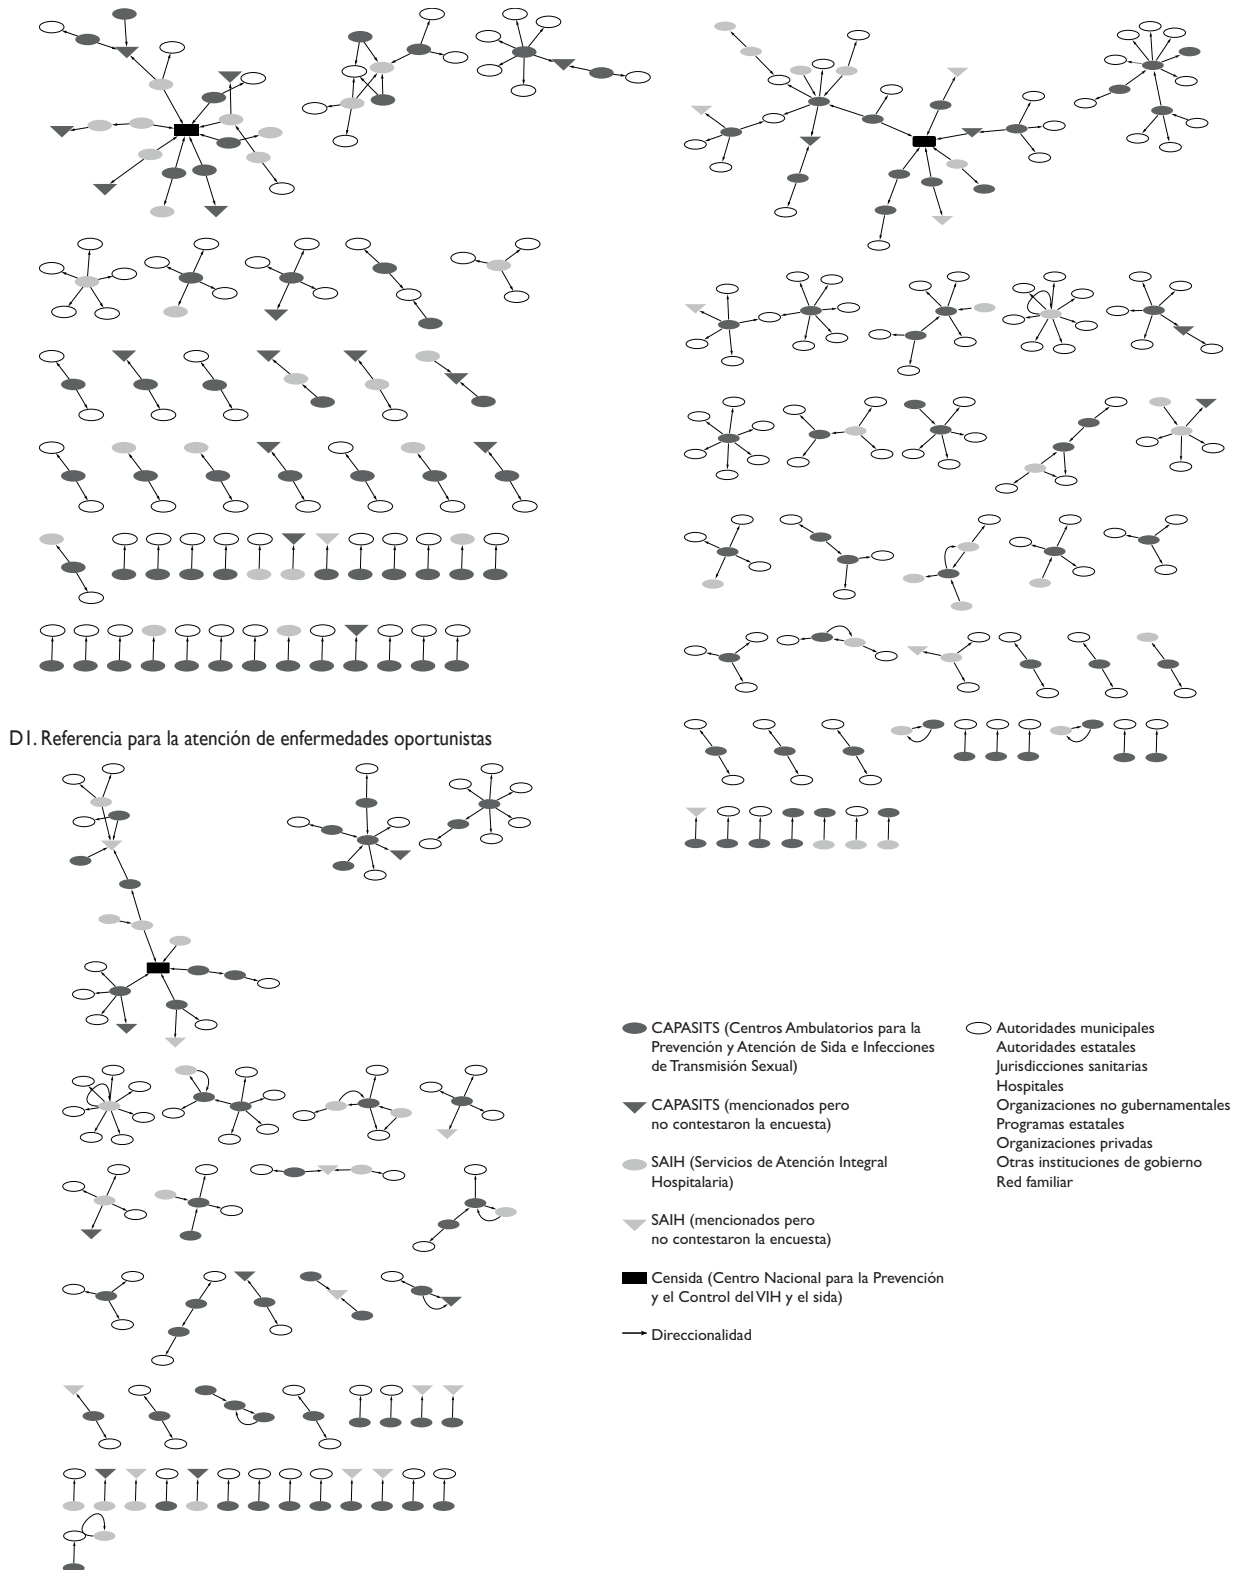 D1. Referencia para la atención de enfermedades oportunistas
CAPASITS (Centros Ambulatorios para la
Prevención y Atención de Sida e Infecciones
de Transmisión Sexual)
CAPASITS (mencionados pero
no contestaron la encuesta)
SAIH (Servicios de Atención Integral
Hospitalaria)
SAIH (mencionados pero
no contestaron la encuesta)
Censida (Centro Nacional para la Prevención
y el Control del VIH y el sida)
Direccionalidad
Autoridades municipales
Autoridades estatales
Jurisdicciones sanitarias
Hospitales
Organizaciones no gubernamentales
Programas estatales
Organizaciones privadas
Otras instituciones de gobierno
Red familiar